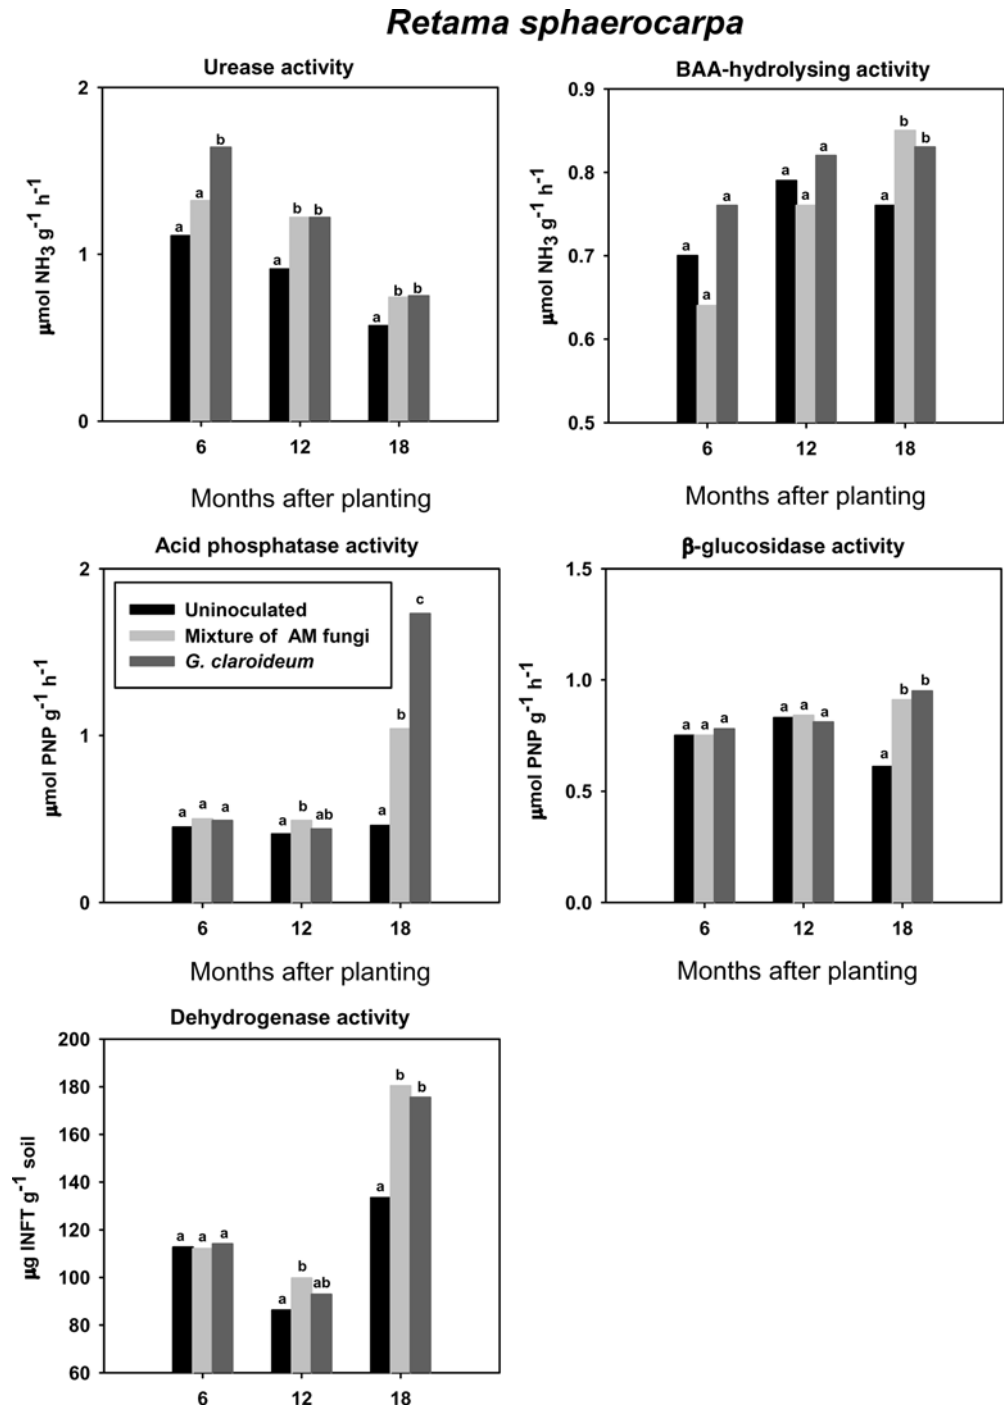 Retama sphaerocarpa
Urease activity
µmol NH3 g-1 h-1
2
1
0
a
a
b
a
b
b
a
b
b
6 12 18
Months after planting
BAA-hydrolysing activity
µmol NH3 g-1 h-1
0.9
0.8
0.7
0.6
0.5
a
a
a
a
a
a
a
b
b
6 12 18
Months after planting
Acid phosphatase activity
µmol PNP g-1 h-1
2
1
0
Uninoculated
Mixture of AM fungi
G. claroideum
a
a
a
a
b
ab
a
b
c
6 12 18
Months after planting
β-glucosidase activity
µmol PNP g-1 h-1
1.5
1.0
0.5
0.0
a
a
a
a
a
a
a
b
b
6 12 18
Months after planting
Dehydrogenase activity
µg INFT g-1 soil
200
180
160
140
120
100
80
60
a
a
a
a
b
ab
a
b
b
6 12 18